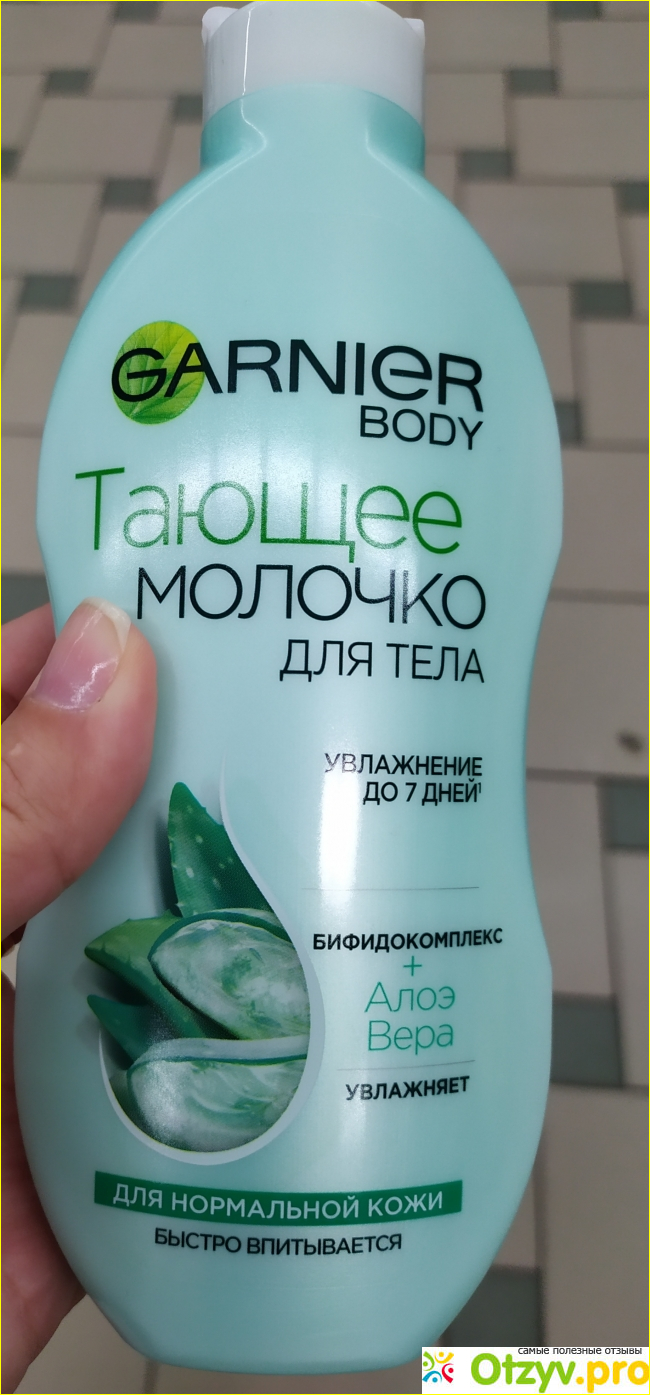 GARNIER
BODY
Тающее
МОЛОЧКО
ДЛЯ ТЕЛА
УВЛАЖНЕНИЕ
ДО 7 ДНЕЙ¹
БИФИДОКОМПЛЕКС
+
Алоэ
Вера
УВЛАЖНЯЕТ
ДЛЯ НОРМАЛЬНОЙ КОЖИ
БЫСТРО ВПИТЫВАЕТСЯ
самые полезные отзывы
Otzyv.pro